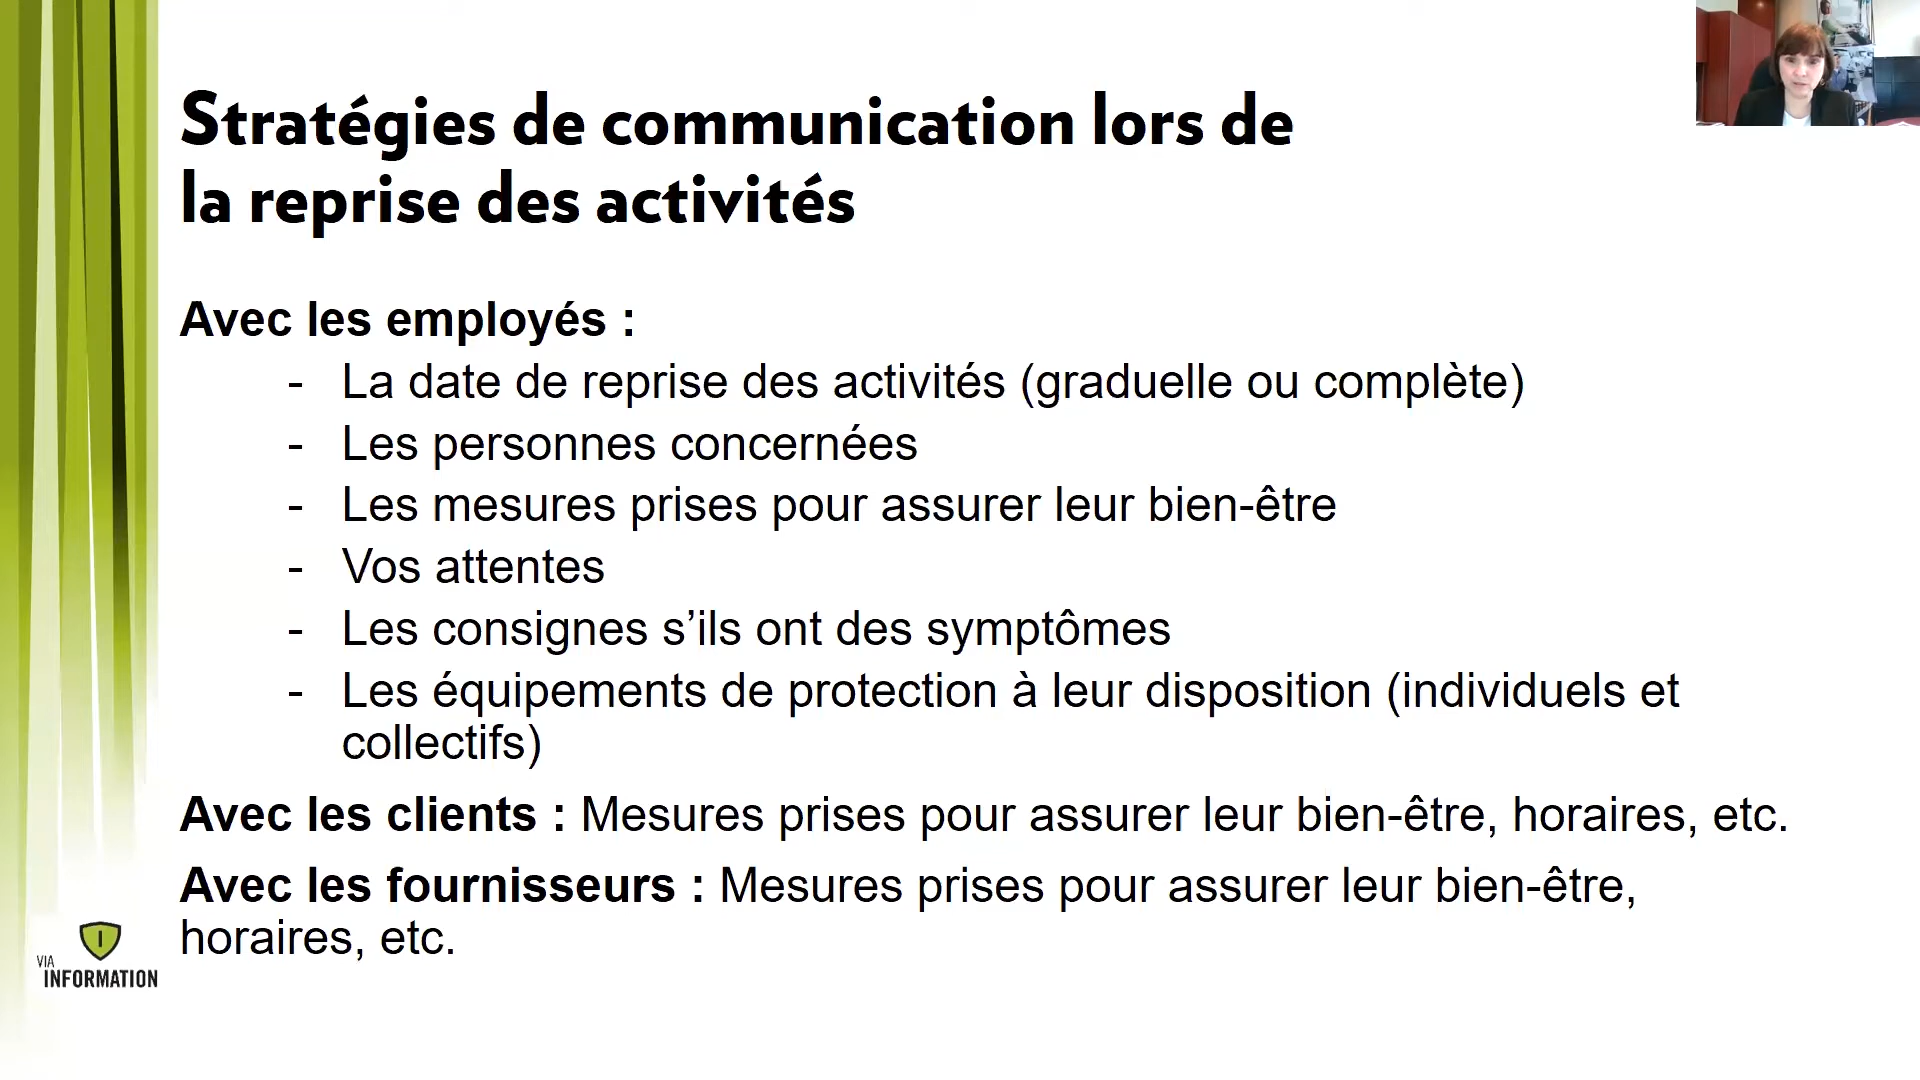 Stratégies de communication lors de
la reprise des activités
Avec les employés :
- La date de reprise des activités (graduelle ou complète)
- Les personnes concernées
- Les mesures prises pour assurer leur bien-être
- Vos attentes
- Les consignes s’ils ont des symptômes
- Les équipements de protection à leur disposition (individuels et
collectifs)
Avec les clients : Mesures prises pour assurer leur bien-être, horaires, etc.
Avec les fournisseurs : Mesures prises pour assurer leur bien-être,
horaires, etc.
I
VIA
INFORMATION